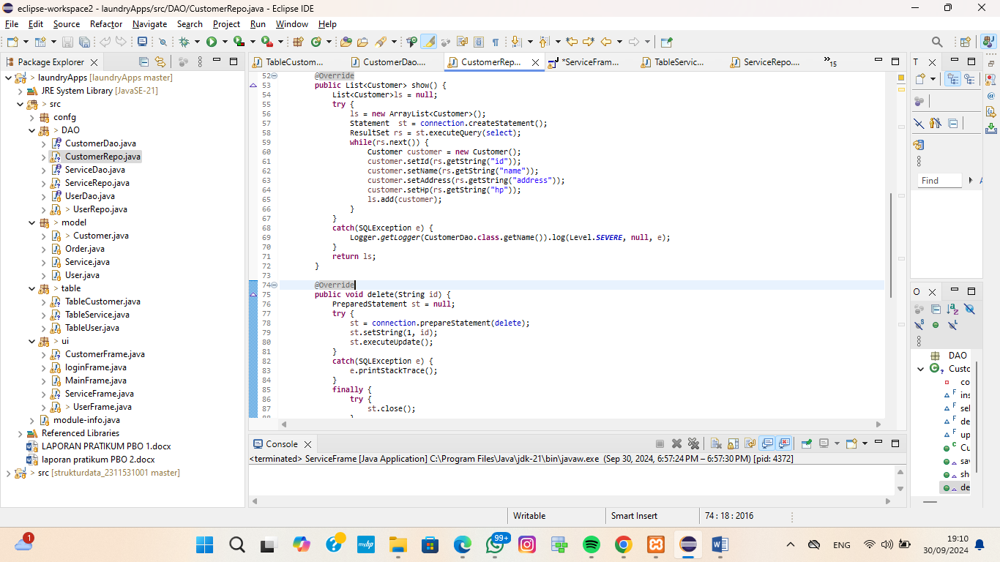 eclipse-workspace2 - laundryApps/src/DAO/CustomerRepo.java - Eclipse IDE
File Edit Source Refactor Navigate Search Project Run Window Help
Package Explorer
> laundryApps [laundryApps master]
JRE System Library [JavaSE-21]
> src
confg
> DAO
CustomerDao.java
CustomerRepo.java
ServiceDao.java
ServiceRepo.java
UserDao.java
> UserRepo.java
> model
> Customer.java
Order.java
Service.java
User.java
> table
TableCustomer.java
TableService.java
TableUser.java
> ui
CustomerFrame.java
loginFrame.java
MainFrame.java
ServiceFrame.java
> UserFrame.java
module-info.java
Referenced Libraries
LAPORAN PRATIKUM PBO 1.docx
laporan pratikum PBO 2.docx
> src [strukturdata_2311531001 master]
TableCustom... CustomerDao.... CustomerRep... *ServiceFram... TableServic... ServiceRepo.... »15
52 @Override
53 public List<Customer> show() {
54 List<Customer>ls = null;
55 try {
56 ls = new ArrayList<Customer>();
57 Statement  st = connection.createStatement();
58 ResultSet rs = st.executeQuery(select);
59 while(rs.next()) {
60 Customer customer = new Customer();
61 customer.setId(rs.getString("id"));
62 customer.setName(rs.getString("name"));
63 customer.setAddress(rs.getString("address"));
64 customer.setHp(rs.getString("hp"));
65 ls.add(customer);
66 }
67 }
68 catch(SQLException e) {
69 Logger.getLogger(CustomerDao.class.getName()).log(Level.SEVERE, null, e);
70 }
71 return ls;
72 }
73
74 @Override
75 public void delete(String id) {
76 PreparedStatement st = null;
77 try {
78 st = connection.prepareStatement(delete);
79 st.setString(1, id);
80 st.executeUpdate();
81 }
82 catch(SQLException e) {
83 e.printStackTrace();
84 }
85 finally {
86 try {
87 st.close();
Console
<terminated> ServiceFrame [Java Application] C:\Program Files\Java\jdk-21\bin\javaw.exe (Sep 30, 2024, 6:57:24 PM – 6:57:30 PM) [pid: 4372]
T
Find
O
DAO
Custo
co
ins
sel
de
up
Cu
sav
sh
de
Writable Smart Insert 74 : 18 : 2016
1
myhp
99+
ENG
19:10
30/09/2024